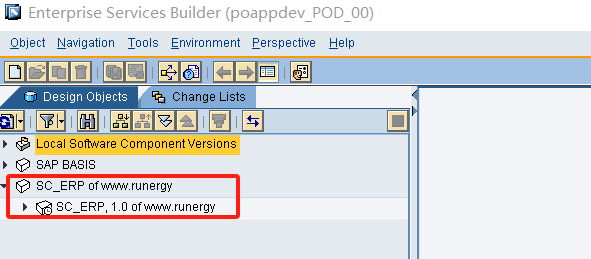 Enterprise Services Builder (poappdev_POD_00)
Object Navigation Tools Environment Perspective Help
Design Objects Change Lists
Local Software Component Versions
SAP BASIS
SC_ERP of www.runergy
SC_ERP, 1.0 of www.runergy